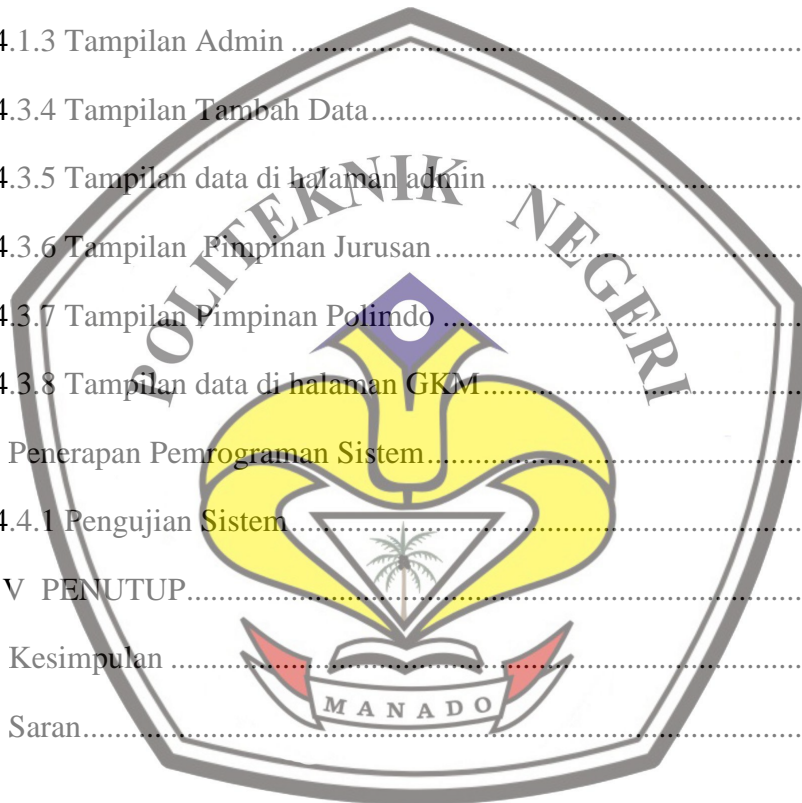 4.1.3 Tampilan Admin ................................................................
4.3.4 Tampilan Tambah Data......................................................
4.3.5 Tampilan data di halaman admin .......................................
4.3.6 Tampilan  Pimpinan Jurusan..............................................
4.3.7 Tampilan Pimpinan Polimdo .............................................
4.3.8 Tampilan data di halaman GKM........................................
Penerapan Pemrograman Sistem...............................................
4.4.1 Pengujian Sistem................................................................
V  PENUTUP.............................................................................
Kesimpulan ...............................................................................
Saran..........................................................................................
POLITEKNIK NEGERI
MANADO